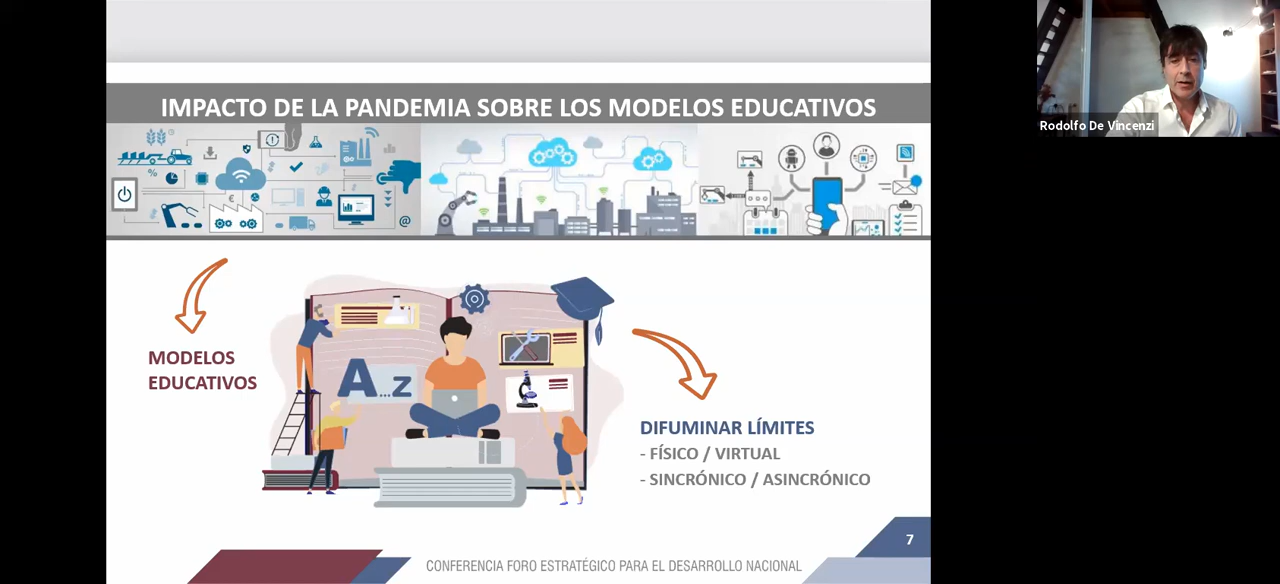 IMPACTO DE LA PANDEMIA SOBRE LOS MODELOS EDUCATIVOS
Rodolfo De Vincenzi
%
€
@
MODELOS
EDUCATIVOS
A...z
DIFUMINAR LÍMITES
- FÍSICO / VIRTUAL
- SINCRÓNICO / ASINCRÓNICO
7
CONFERENCIA FORO ESTRATÉGICO PARA EL DESARROLLO NACIONAL